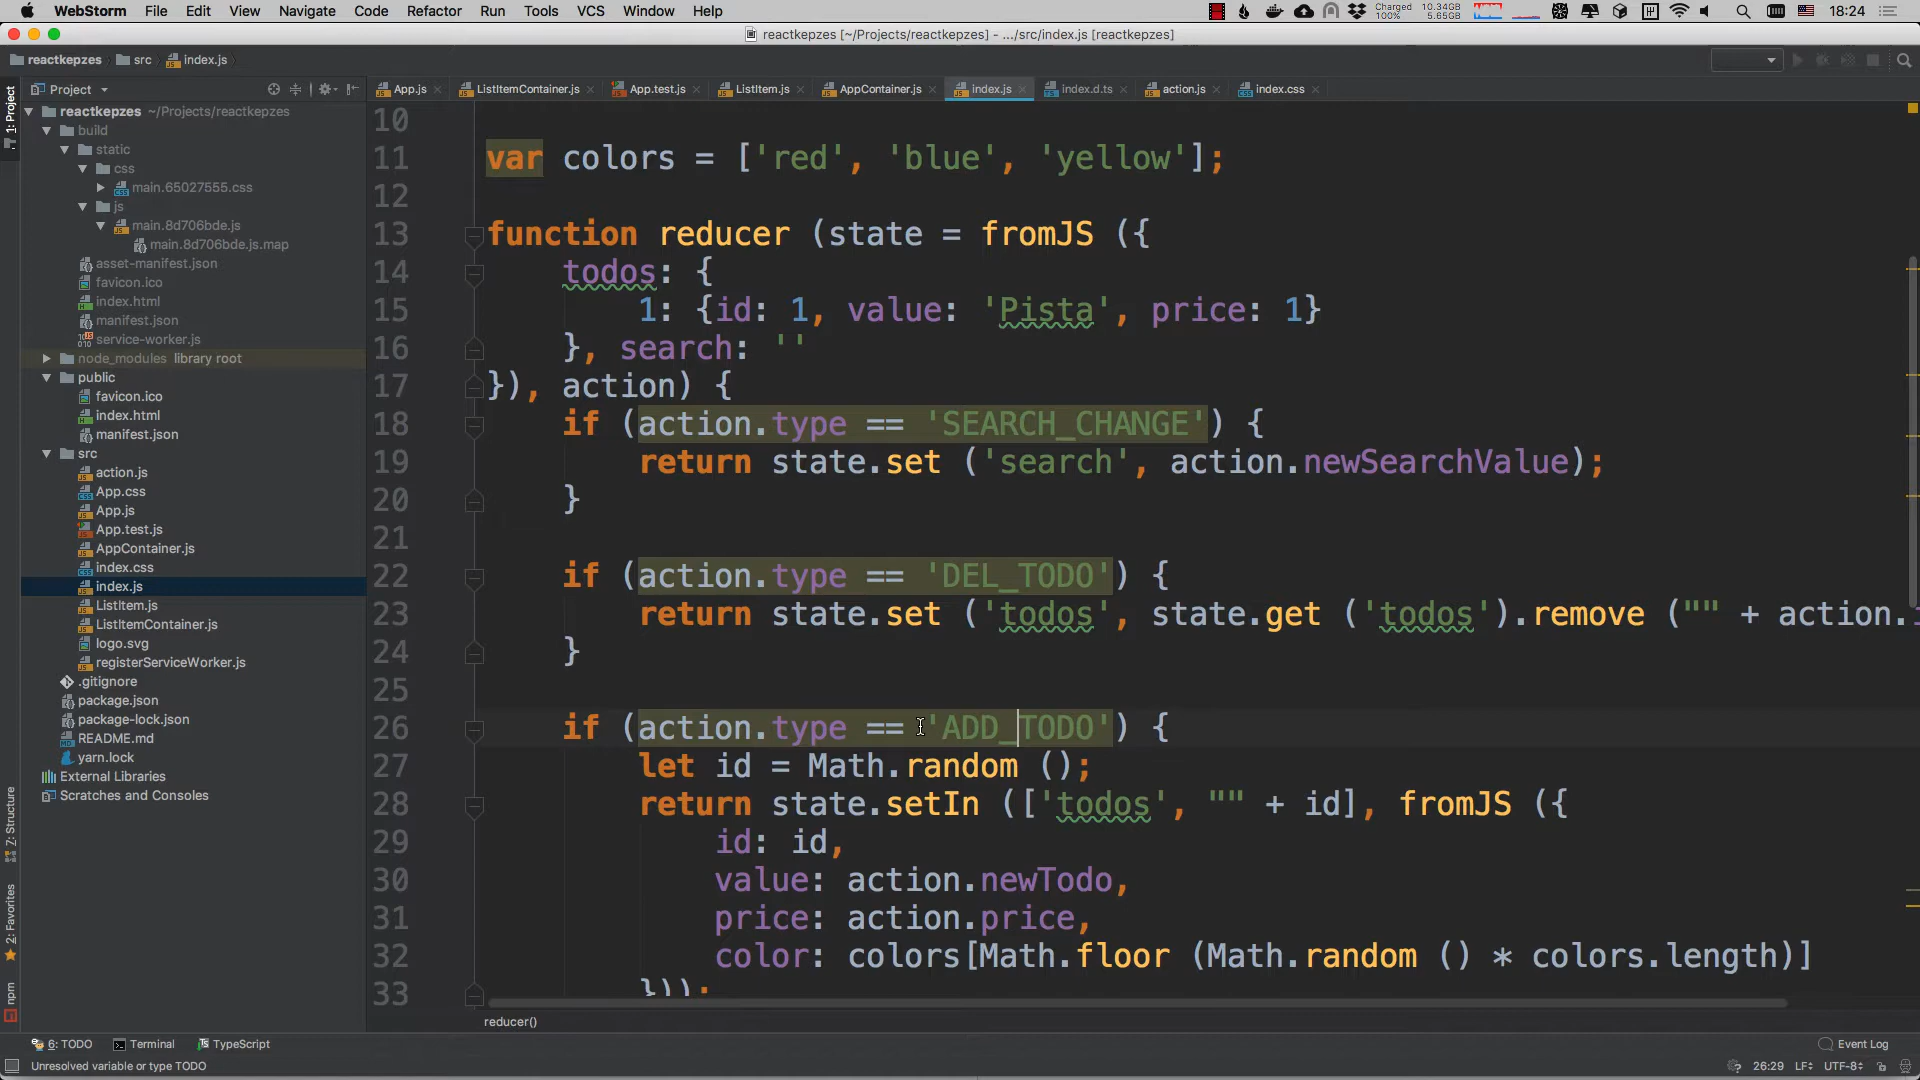 WebStorm File Edit View Navigate Code Refactor Run Tools VCS Window Help Charged 100% 10.34GB 5.65GB 18:24
reactkepzes [~/Projects/reactkepzes] - .../src/index.js [reactkepzes]
reactkepzes src index.js
Project App.js ListItemContainer.js App.test.js ListItem.js AppContainer.js index.js index.d.ts action.js index.css
1: Project
reactkepzes ~/Projects/reactkepzes
build
static
css
main.65027555.css
js
main.8d706bde.js
main.8d706bde.js.map
asset-manifest.json
favicon.ico
index.html
manifest.json
service-worker.js
node_modules library root
public
favicon.ico
index.html
manifest.json
src
action.js
App.css
App.js
App.test.js
AppContainer.js
index.css
index.js
ListItem.js
ListItemContainer.js
logo.svg
registerServiceWorker.js
.gitignore
package.json
package-lock.json
README.md
yarn.lock
External Libraries
Scratches and Consoles
Z: Structure
2: Favorites
npm
10
11 var colors = ['red', 'blue', 'yellow'];
12
13 function reducer (state = fromJS ({
14 todos: {
15 1: {id: 1, value: 'Pista', price: 1}
16 }, search: ''
17 }), action) {
18 if (action.type == 'SEARCH_CHANGE') {
19 return state.set ('search', action.newSearchValue);
20 }
21
22 if (action.type == 'DEL_TODO') {
23 return state.set ('todos', state.get ('todos').remove ("" + action.
24 }
25
26 if (action.type == 'ADD_TODO') {
27 let id = Math.random ();
28 return state.setIn (['todos', "" + id], fromJS ({
29 id: id,
30 value: action.newTodo,
31 price: action.price,
32 color: colors[Math.floor (Math.random () * colors.length)]
33 }));
reducer()
6: TODO Terminal TypeScript Event Log
Unresolved variable or type TODO 26:29 LF UTF-8